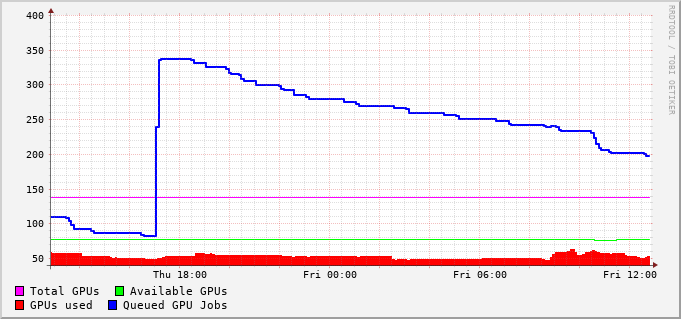 400
350
300
250
200
150
100
50
Thu 18:00 Fri 00:00 Fri 06:00 Fri 12:00
Total GPUs Available GPUs
GPUs used Queued GPU Jobs
RRDTOOL / TOBI OETIKER